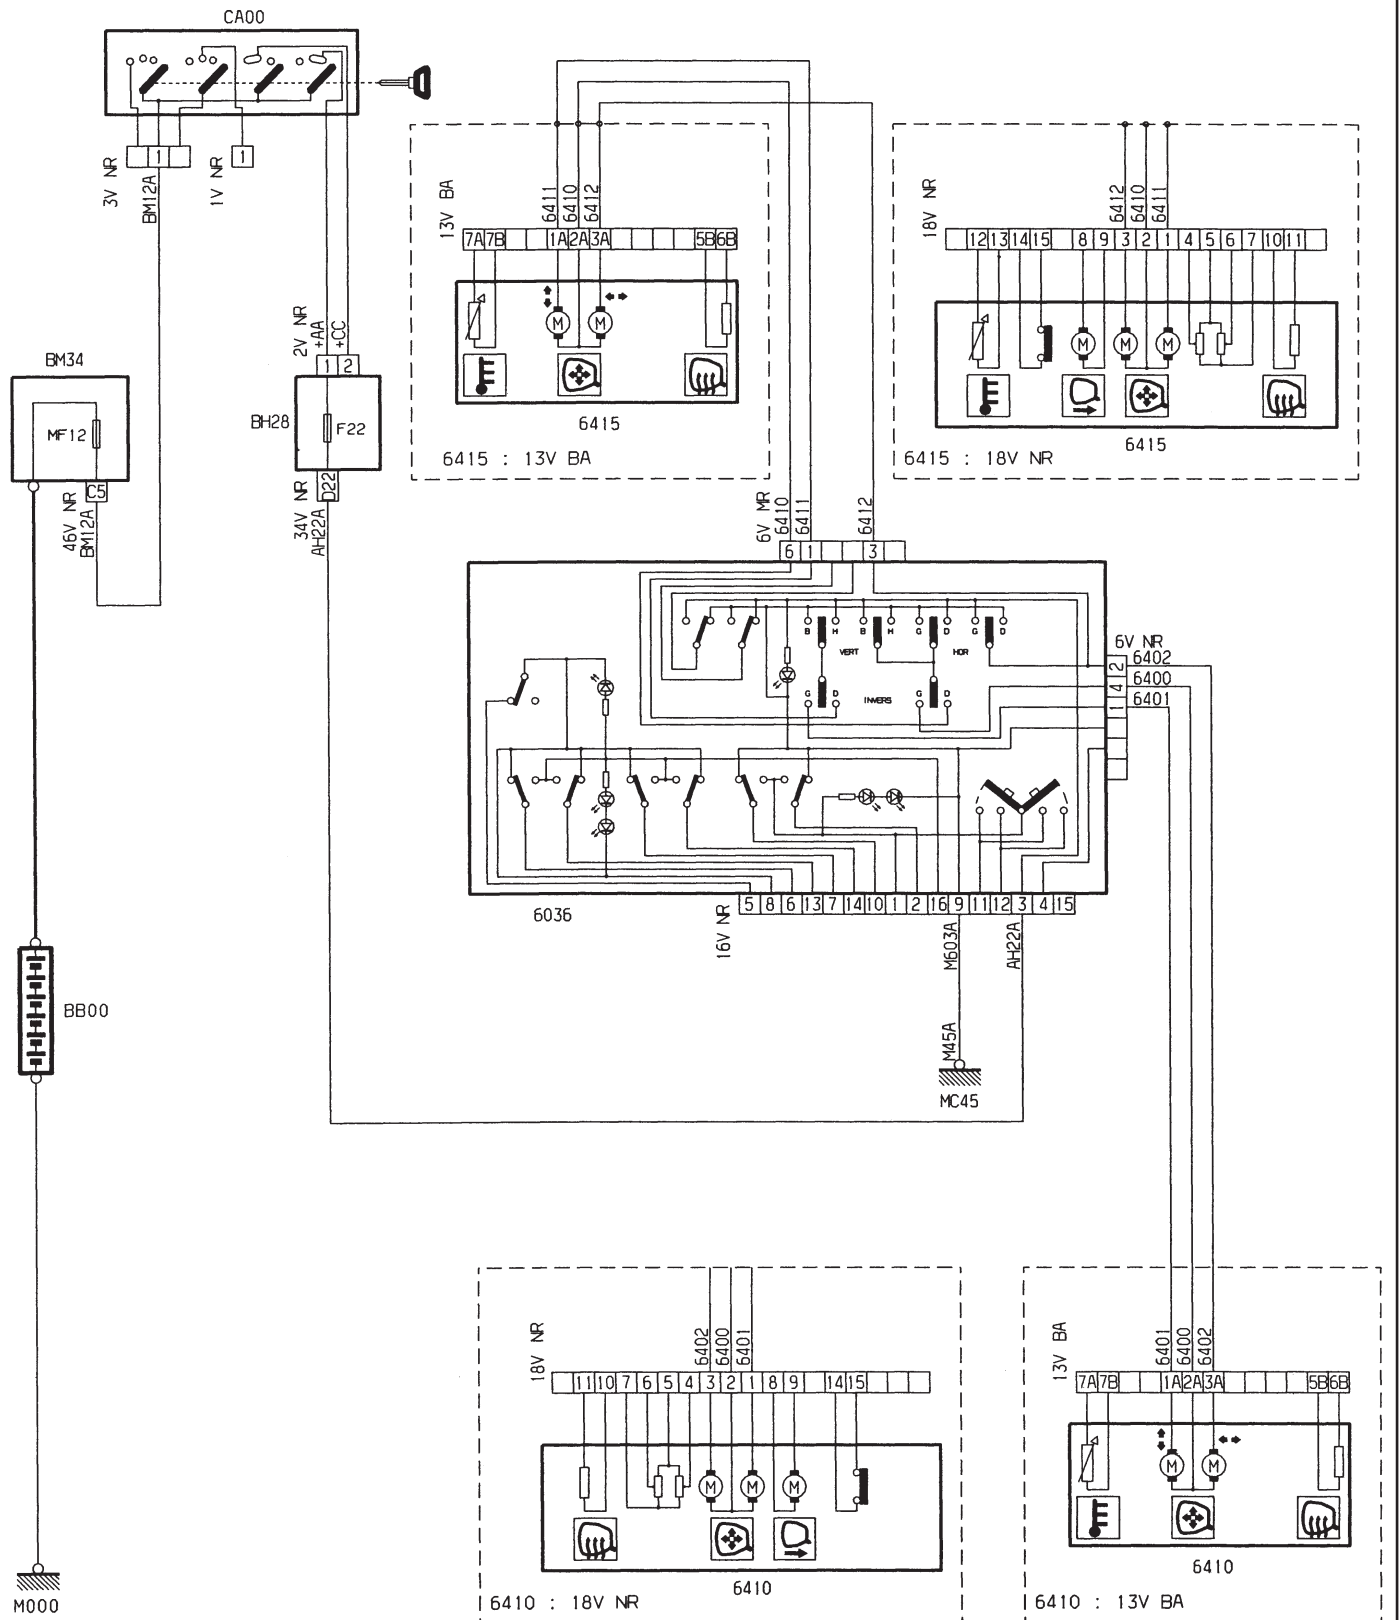 CA00
3V NR
1
BM12A
1V NR
1
BM34
MF12
46V NR
C5
BM12A
2V NR
+AA
+CC
1 2
BH28
F22
34V NR
D22
AH22A
13V BA
6411
6410
6412
7A 7B 1A 2A 3A 5B 6B
M M
6415
6415 : 13V BA
18V NR
6412
6410
6411
12 13 14 15 8 9 3 2 1 4 5 6 7 10 11
M M M
6415
6415 : 18V NR
6V MR
6410
6411
6412
6 1 3
B H B H G D G D
VERT HOR
G D G D
INVERS
6V NR
2 6402
4 6400
1 6401
6036
16V NR
5 8 6 13 7 14 10 1 2 16 9 11 12 3 4 15
M603A
AH22A
M45A
MC45
BB00
M000
18V NR
6402
6400
6401
11 10 7 6 5 4 3 2 1 8 9 14 15
M M M
6410
6410 : 18V NR
13V BA
6401
6400
6402
7A 7B 1A 2A 3A 5B 6B
M M
6410
6410 : 13V BA